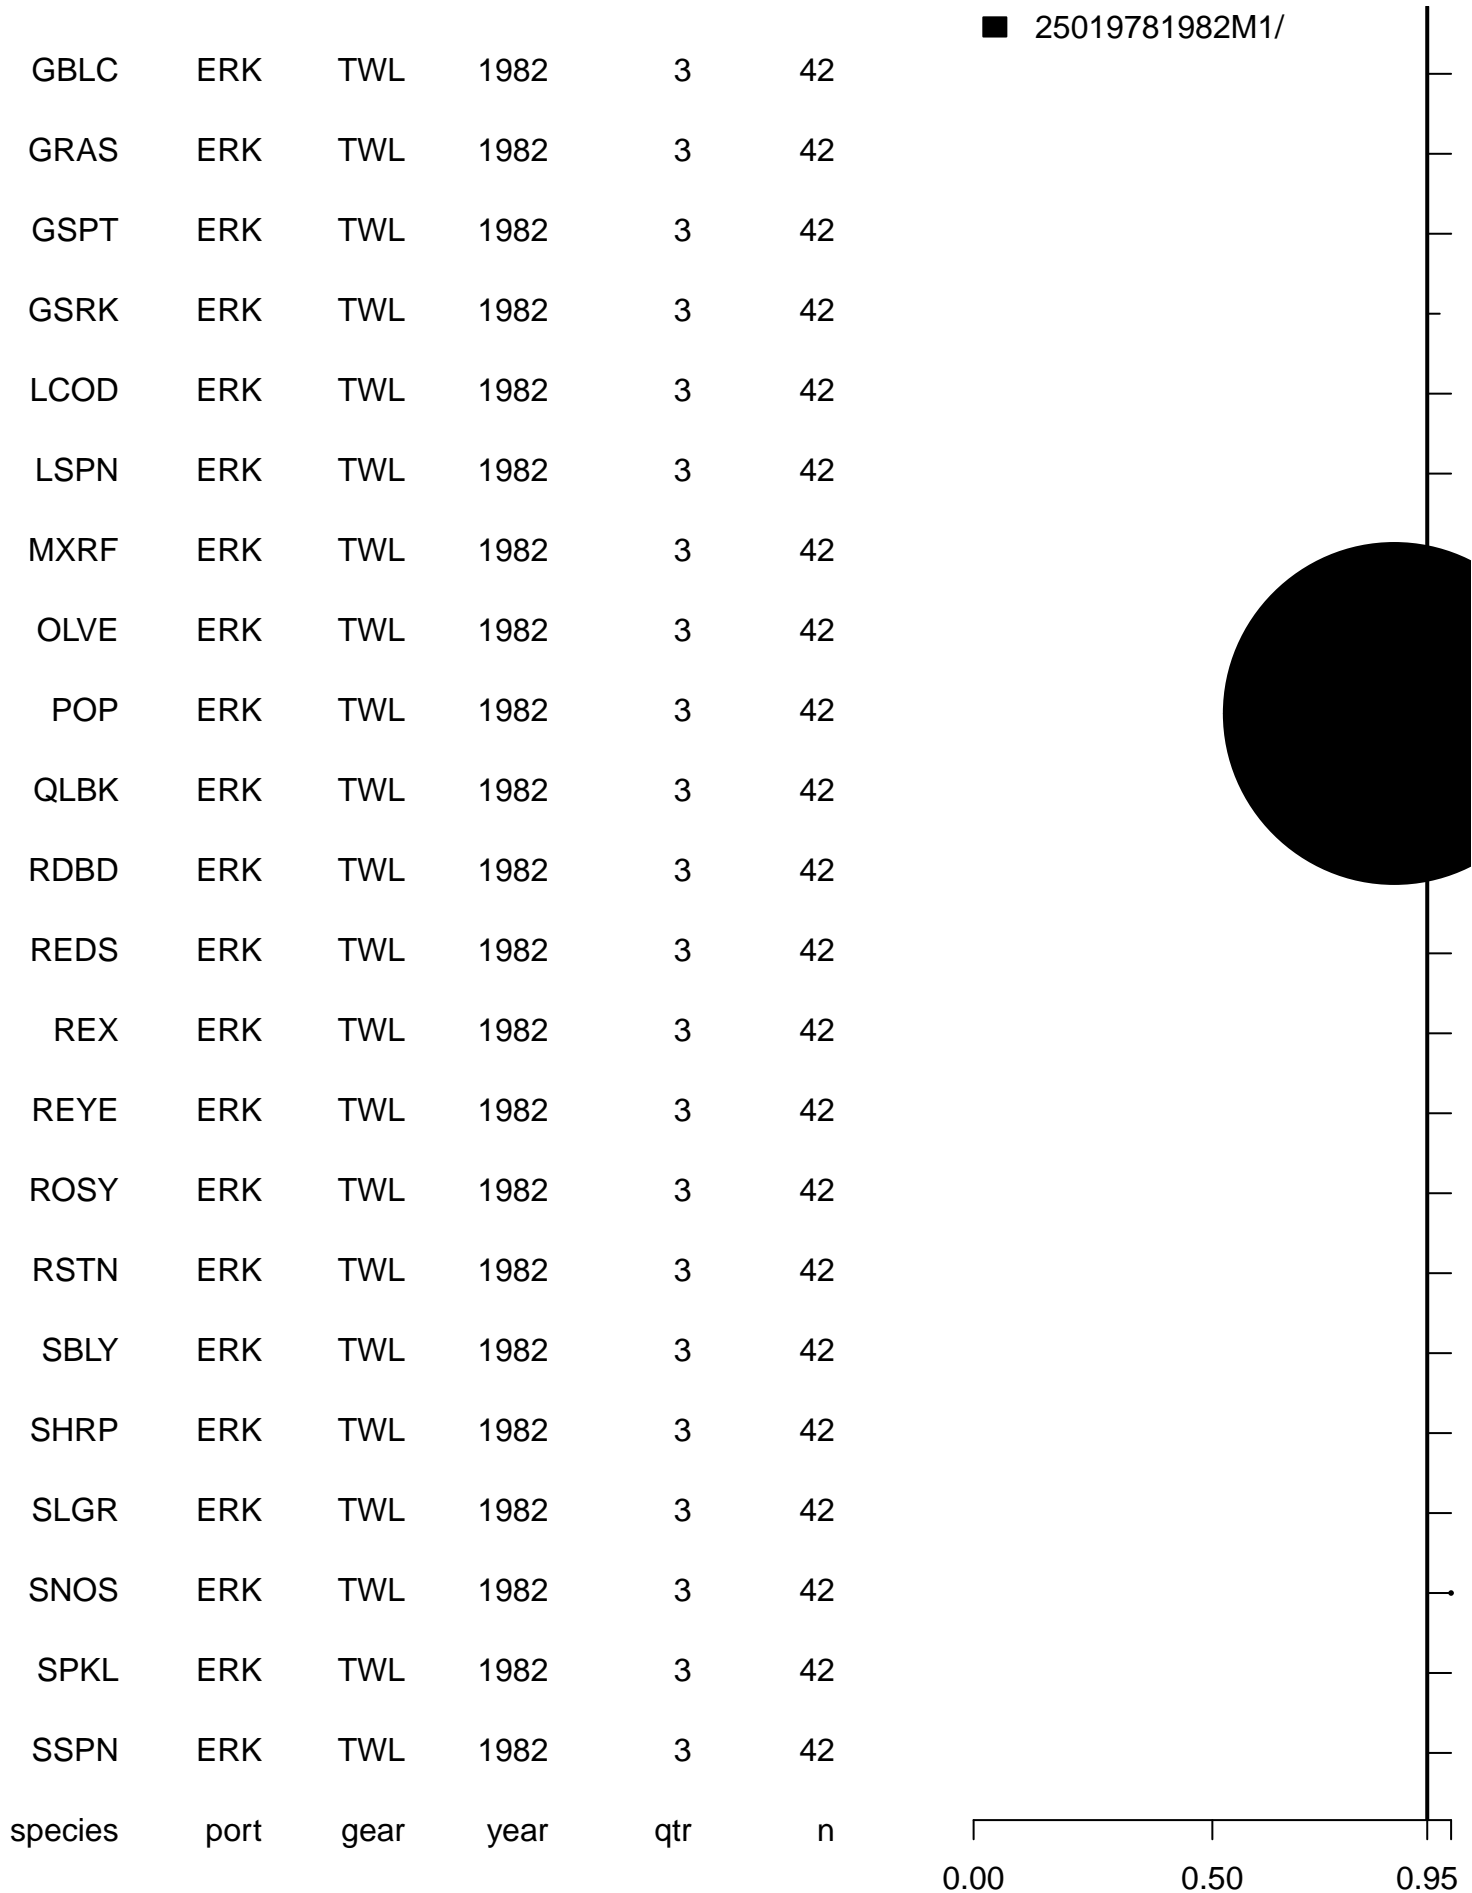 25019781982M1/
GBLC ERK TWL 1982 3 42
GRAS ERK TWL 1982 3 42
GSPT ERK TWL 1982 3 42
GSRK ERK TWL 1982 3 42
LCOD ERK TWL 1982 3 42
LSPN ERK TWL 1982 3 42
MXRF ERK TWL 1982 3 42
OLVE ERK TWL 1982 3 42
POP ERK TWL 1982 3 42
QLBK ERK TWL 1982 3 42
RDBD ERK TWL 1982 3 42
REDS ERK TWL 1982 3 42
REX ERK TWL 1982 3 42
REYE ERK TWL 1982 3 42
ROSY ERK TWL 1982 3 42
RSTN ERK TWL 1982 3 42
SBLY ERK TWL 1982 3 42
SHRP ERK TWL 1982 3 42
SLGR ERK TWL 1982 3 42
SNOS ERK TWL 1982 3 42
SPKL ERK TWL 1982 3 42
SSPN ERK TWL 1982 3 42
species port gear year qtr n
0.00 0.50 0.95